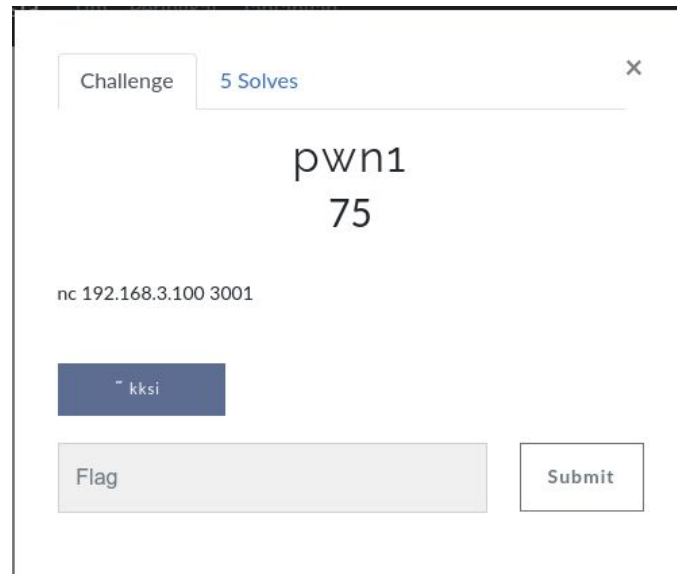 Challenge
5 Solves
×
pwn1
75
nc 192.168.3.100 3001
kksi
Flag
Submit